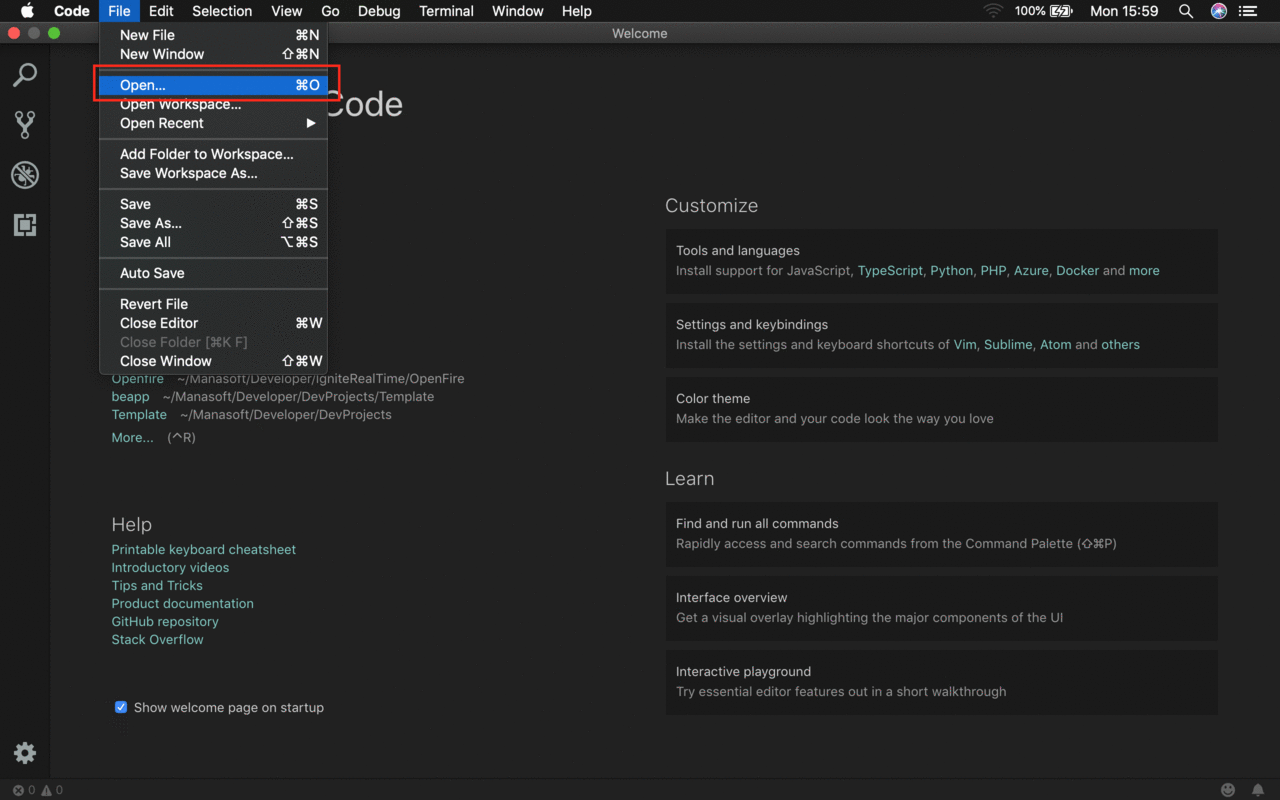 Code File Edit Selection View Go Debug Terminal Window Help 100% Mon 15:59
Welcome
New File ⌘N
New Window ⇧⌘N
Open... ⌘O
Open Workspace...
Open Recent ▶
Add Folder to Workspace...
Save Workspace As...
Save ⌘S
Save As... ⇧⌘S
Save All ⌥⌘S
Auto Save
Revert File
Close Editor ⌘W
Close Folder [⌘K F]
Close Window ⇧⌘W
Code
Openfire ~/Manasoft/Developer/IgniteRealTime/OpenFire
beapp ~/Manasoft/Developer/DevProjects/Template
Template ~/Manasoft/Developer/DevProjects
More... (^R)
Help
Printable keyboard cheatsheet
Introductory videos
Tips and Tricks
Product documentation
GitHub repository
Stack Overflow
Show welcome page on startup
Customize
Tools and languages
Install support for JavaScript, TypeScript, Python, PHP, Azure, Docker and more
Settings and keybindings
Install the settings and keyboard shortcuts of Vim, Sublime, Atom and others
Color theme
Make the editor and your code look the way you love
Learn
Find and run all commands
Rapidly access and search commands from the Command Palette (⇧⌘P)
Interface overview
Get a visual overlay highlighting the major components of the UI
Interactive playground
Try essential editor features out in a short walkthrough
0 0